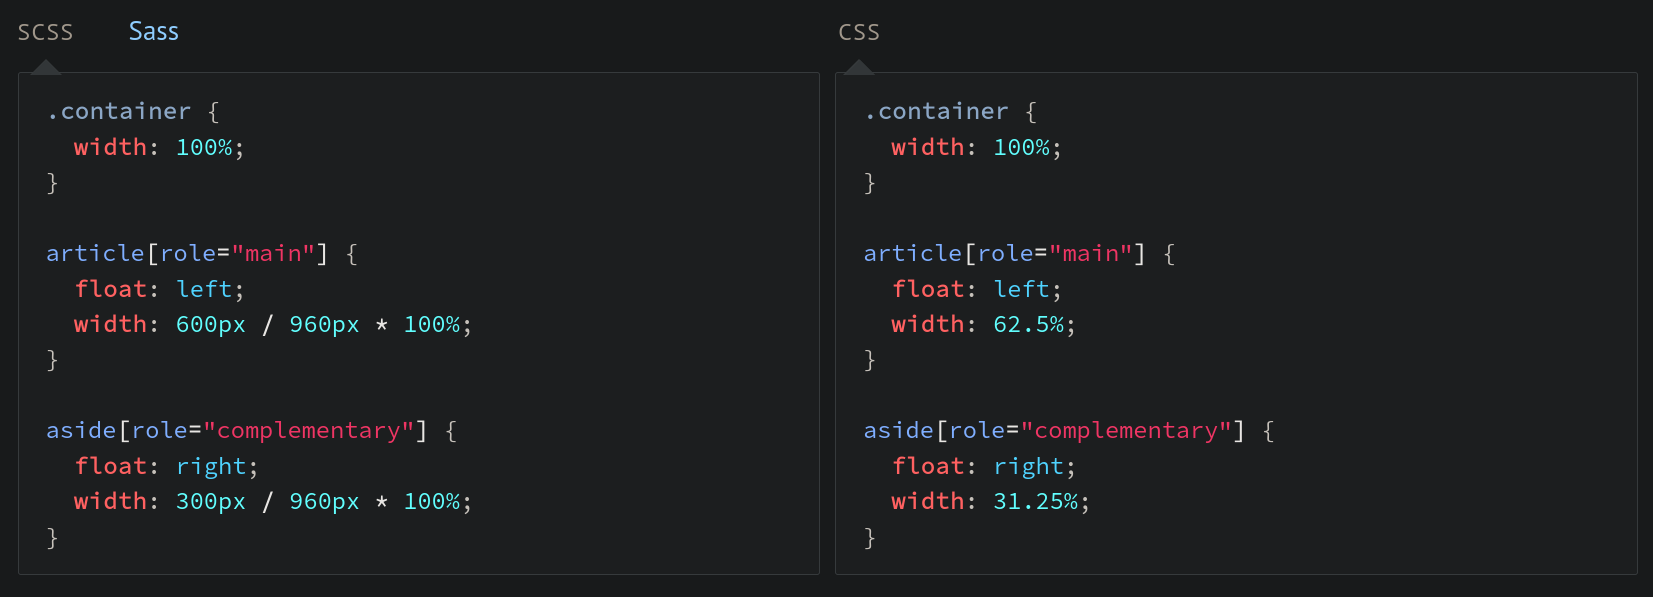 SCSS Sass
.container {
  width: 100%;
}

article[role="main"] {
  float: left;
  width: 600px / 960px * 100%;
}

aside[role="complementary"] {
  float: right;
  width: 300px / 960px * 100%;
}
CSS
.container {
  width: 100%;
}

article[role="main"] {
  float: left;
  width: 62.5%;
}

aside[role="complementary"] {
  float: right;
  width: 31.25%;
}